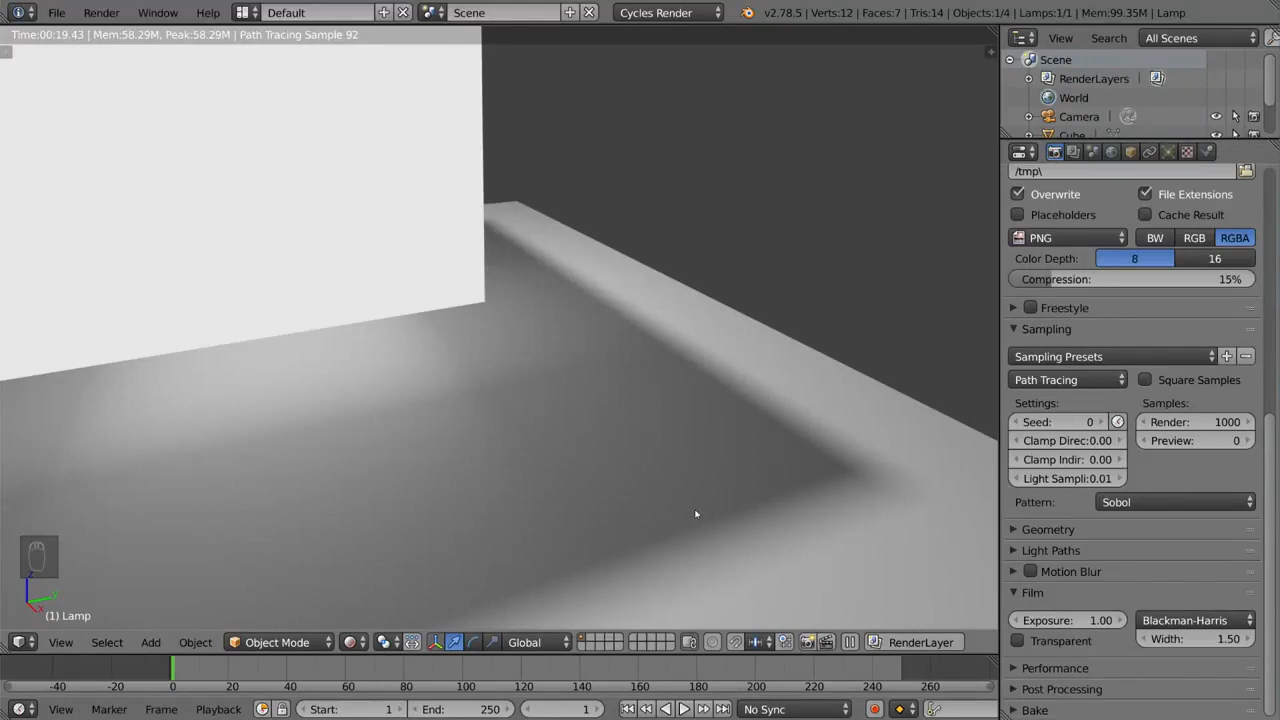 File Render Window Help Default Scene Cycles Render v2.78.5 | Verts:12 | Faces:7 | Tris:14 | Objects:1/4 | Lamps:1/1 | Mem:99.35M | Lamp
Time:00:19.43 | Mem:58.29M, Peak:58.29M | Path Tracing Sample 92
View Search All Scenes
Scene
RenderLayers
World
Camera
Cube
/tmp\
Overwrite File Extensions
Placeholders Cache Result
PNG BW RGB RGBA
Color Depth: 8 16
Compression: 15%
Freestyle
Sampling
Sampling Presets
Path Tracing Square Samples
Settings: Samples:
Seed: 0 Render: 1000
Clamp Direc:0.00 Preview: 0
Clamp Indir: 0.00
Light Sampli:0.01
Pattern: Sobol
Geometry
Light Paths
Motion Blur
Film
Exposure: 1.00 Blackman-Harris
Transparent Width: 1.50
Performance
Post Processing
Bake
z
y
x
(1) Lamp
View Select Add Object Object Mode Global RenderLayer
-40 -20 0 20 40 60 80 100 120 140 160 180 200 220 240 260
View Marker Frame Playback Start: 1 End: 250 1 No Sync